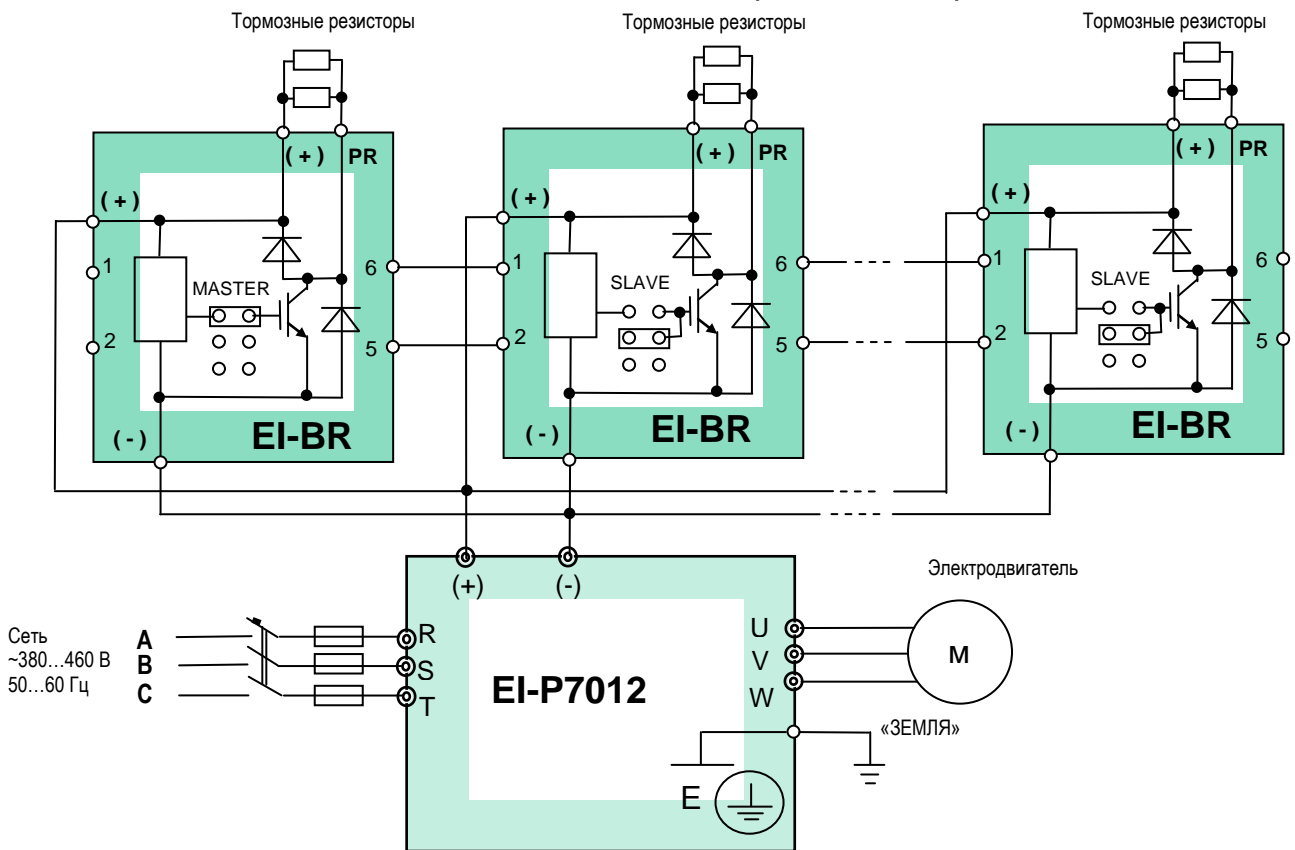 Тормозные резисторы
Тормозные резисторы
Тормозные резисторы
(+) PR
(+)
1
2
MASTER
6
5
(-)
EI-BR
(+) PR
(+)
1
2
SLAVE
6
5
(-)
EI-BR
(+) PR
(+)
1
2
SLAVE
6
5
(-)
EI-BR
(+)
(-)
Сеть
~380…460 В
50…60 Гц
A
B
C
R
S
T
EI-P7012
U
V
W
E
Электродвигатель
M
«ЗЕМЛЯ»